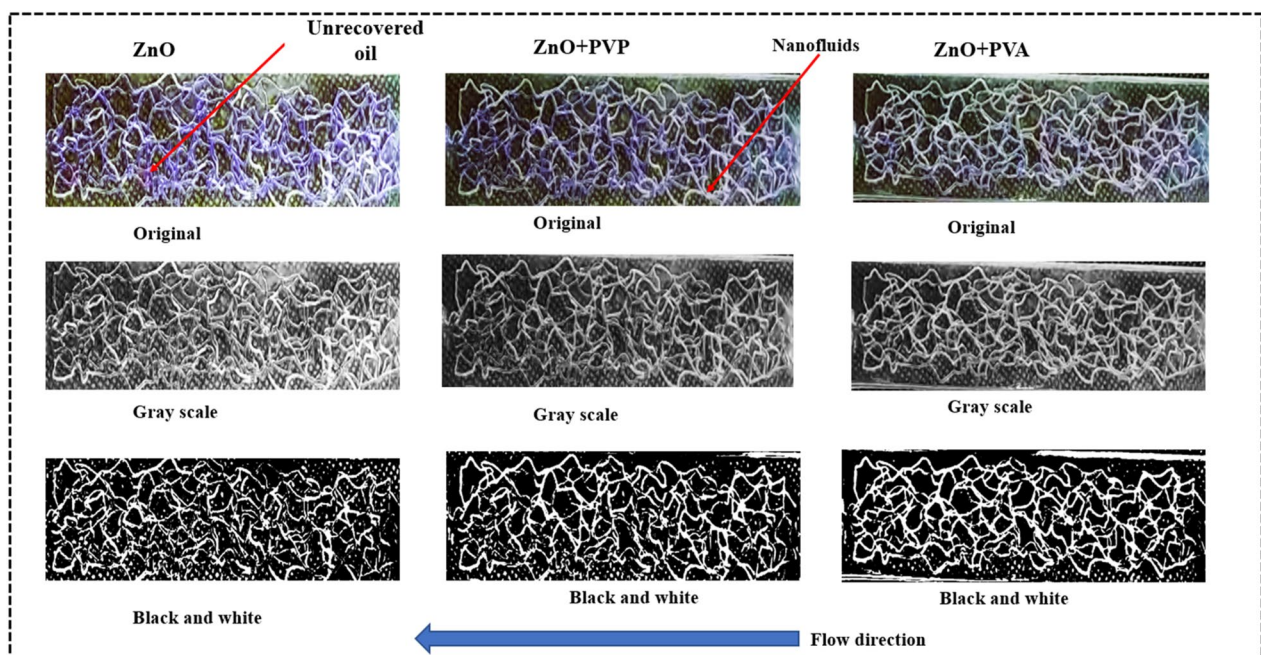 ZnO
Unrecovered
oil
ZnO+PVP
Nanofluids
ZnO+PVA
Original
Original
Original
Gray scale
Gray scale
Gray scale
Black and white
Black and white
Black and white
Flow direction